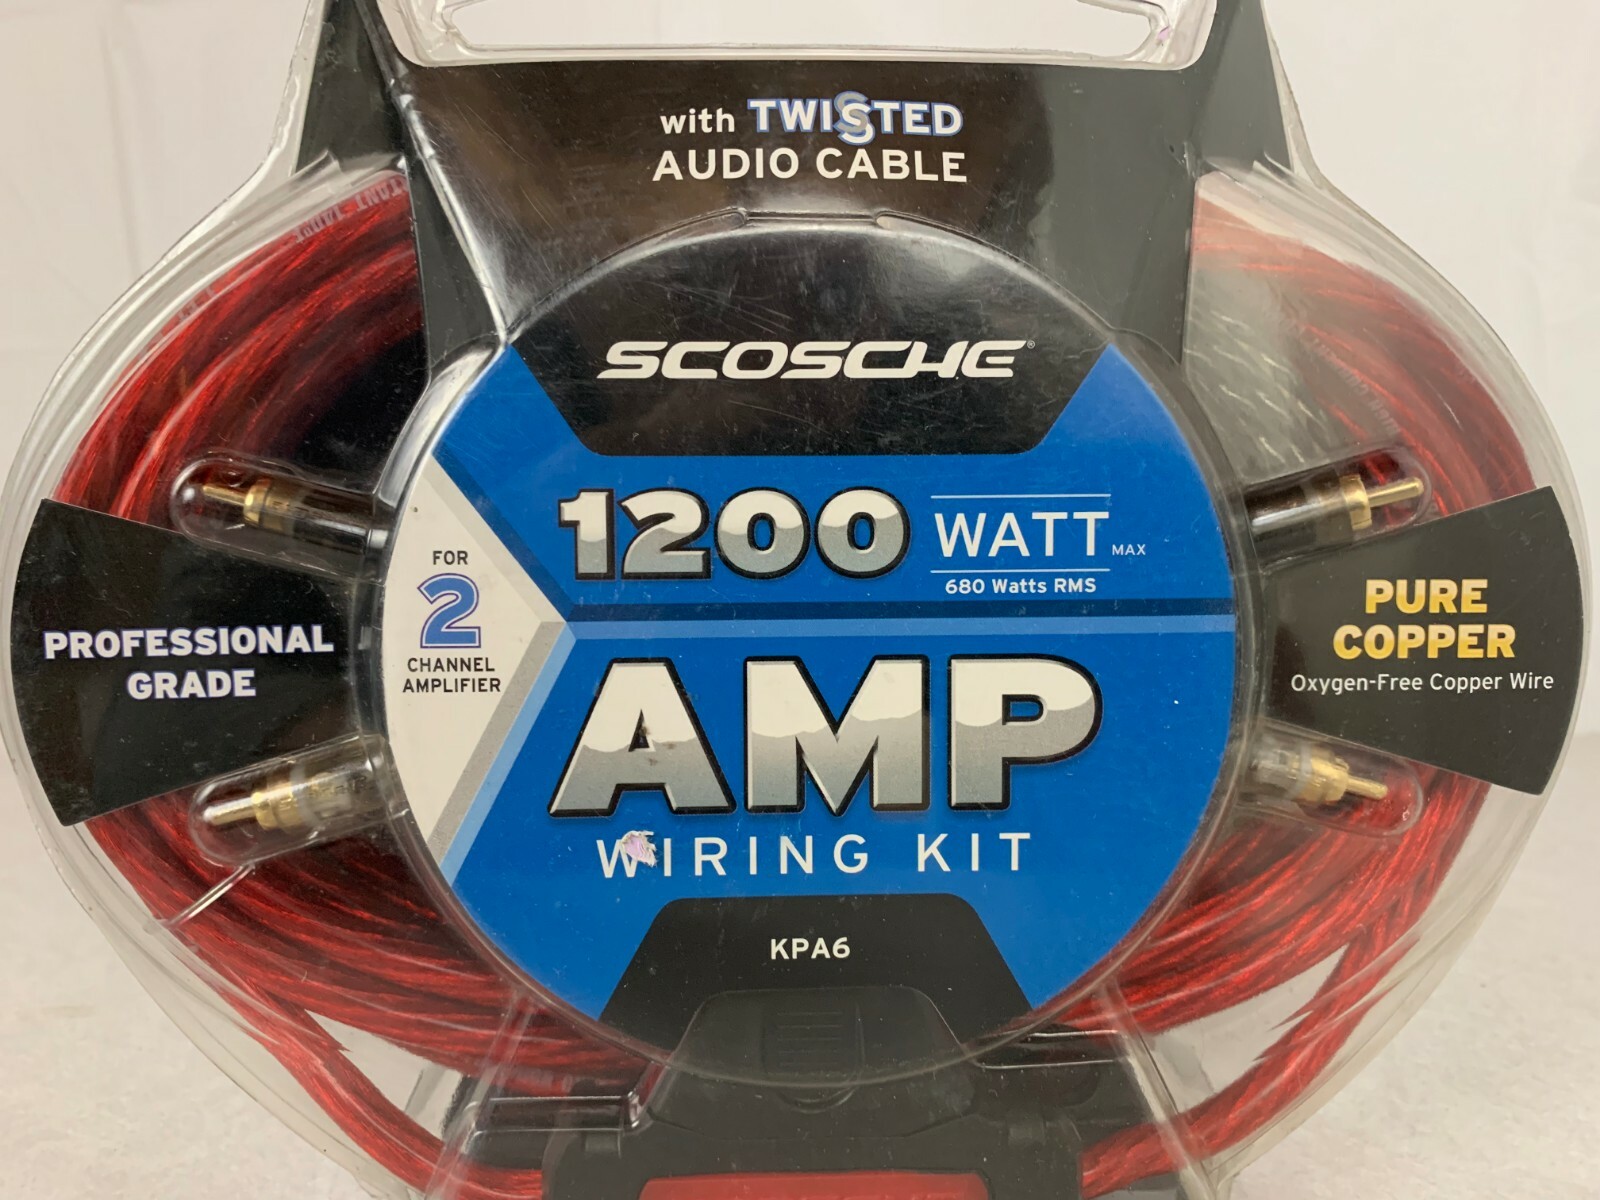 with TWISTED
AUDIO CABLE
SCOSCHE®
1200 WATT MAX
680 Watts RMS
FOR
2
CHANNEL
AMPLIFIER
PROFESSIONAL
GRADE
PURE
COPPER
Oxygen-Free Copper Wire
AMP
WIRING KIT
KPA6